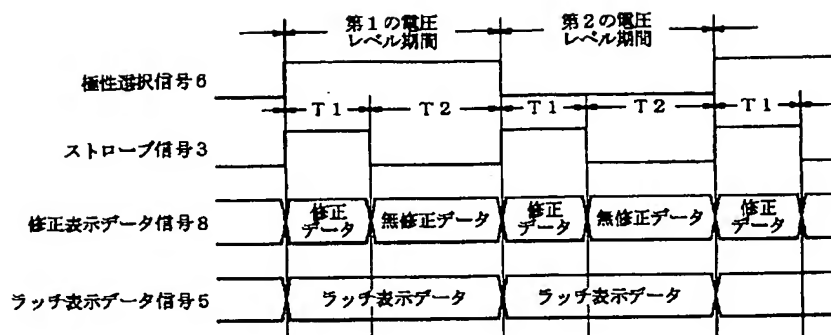 第1の電圧
レベル期間
第2の電圧
レベル期間
極性選択信号6
T1
T2
T1
T2
T1
ストローブ信号3
修正表示データ信号8
修正
データ
無修正データ
修正
データ
無修正データ
修正
データ
ラッチ表示データ信号5
ラッチ表示データ
ラッチ表示データ